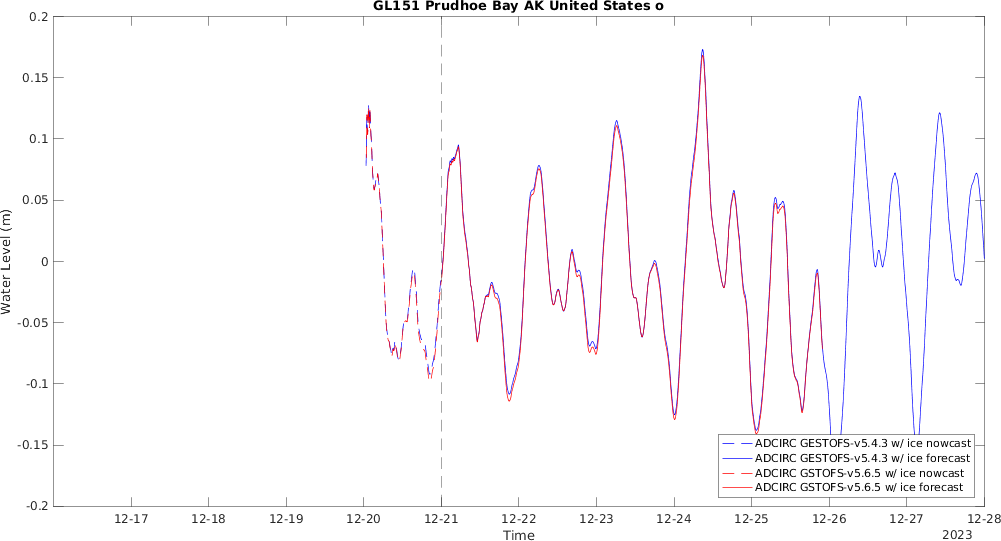 GL151 Prudhoe Bay AK United States o
0.2
0.15
0.1
0.05
0
-0.05
-0.1
-0.15
-0.2
Water Level (m)
12-17 12-18 12-19 12-20 12-21 12-22 12-23 12-24 12-25 12-26 12-27 12-28
Time
2023
ADCIRC GESTOFS-v5.4.3 w/ ice nowcast
ADCIRC GESTOFS-v5.4.3 w/ ice forecast
ADCIRC GSTOFS-v5.6.5 w/ ice nowcast
ADCIRC GSTOFS-v5.6.5 w/ ice forecast